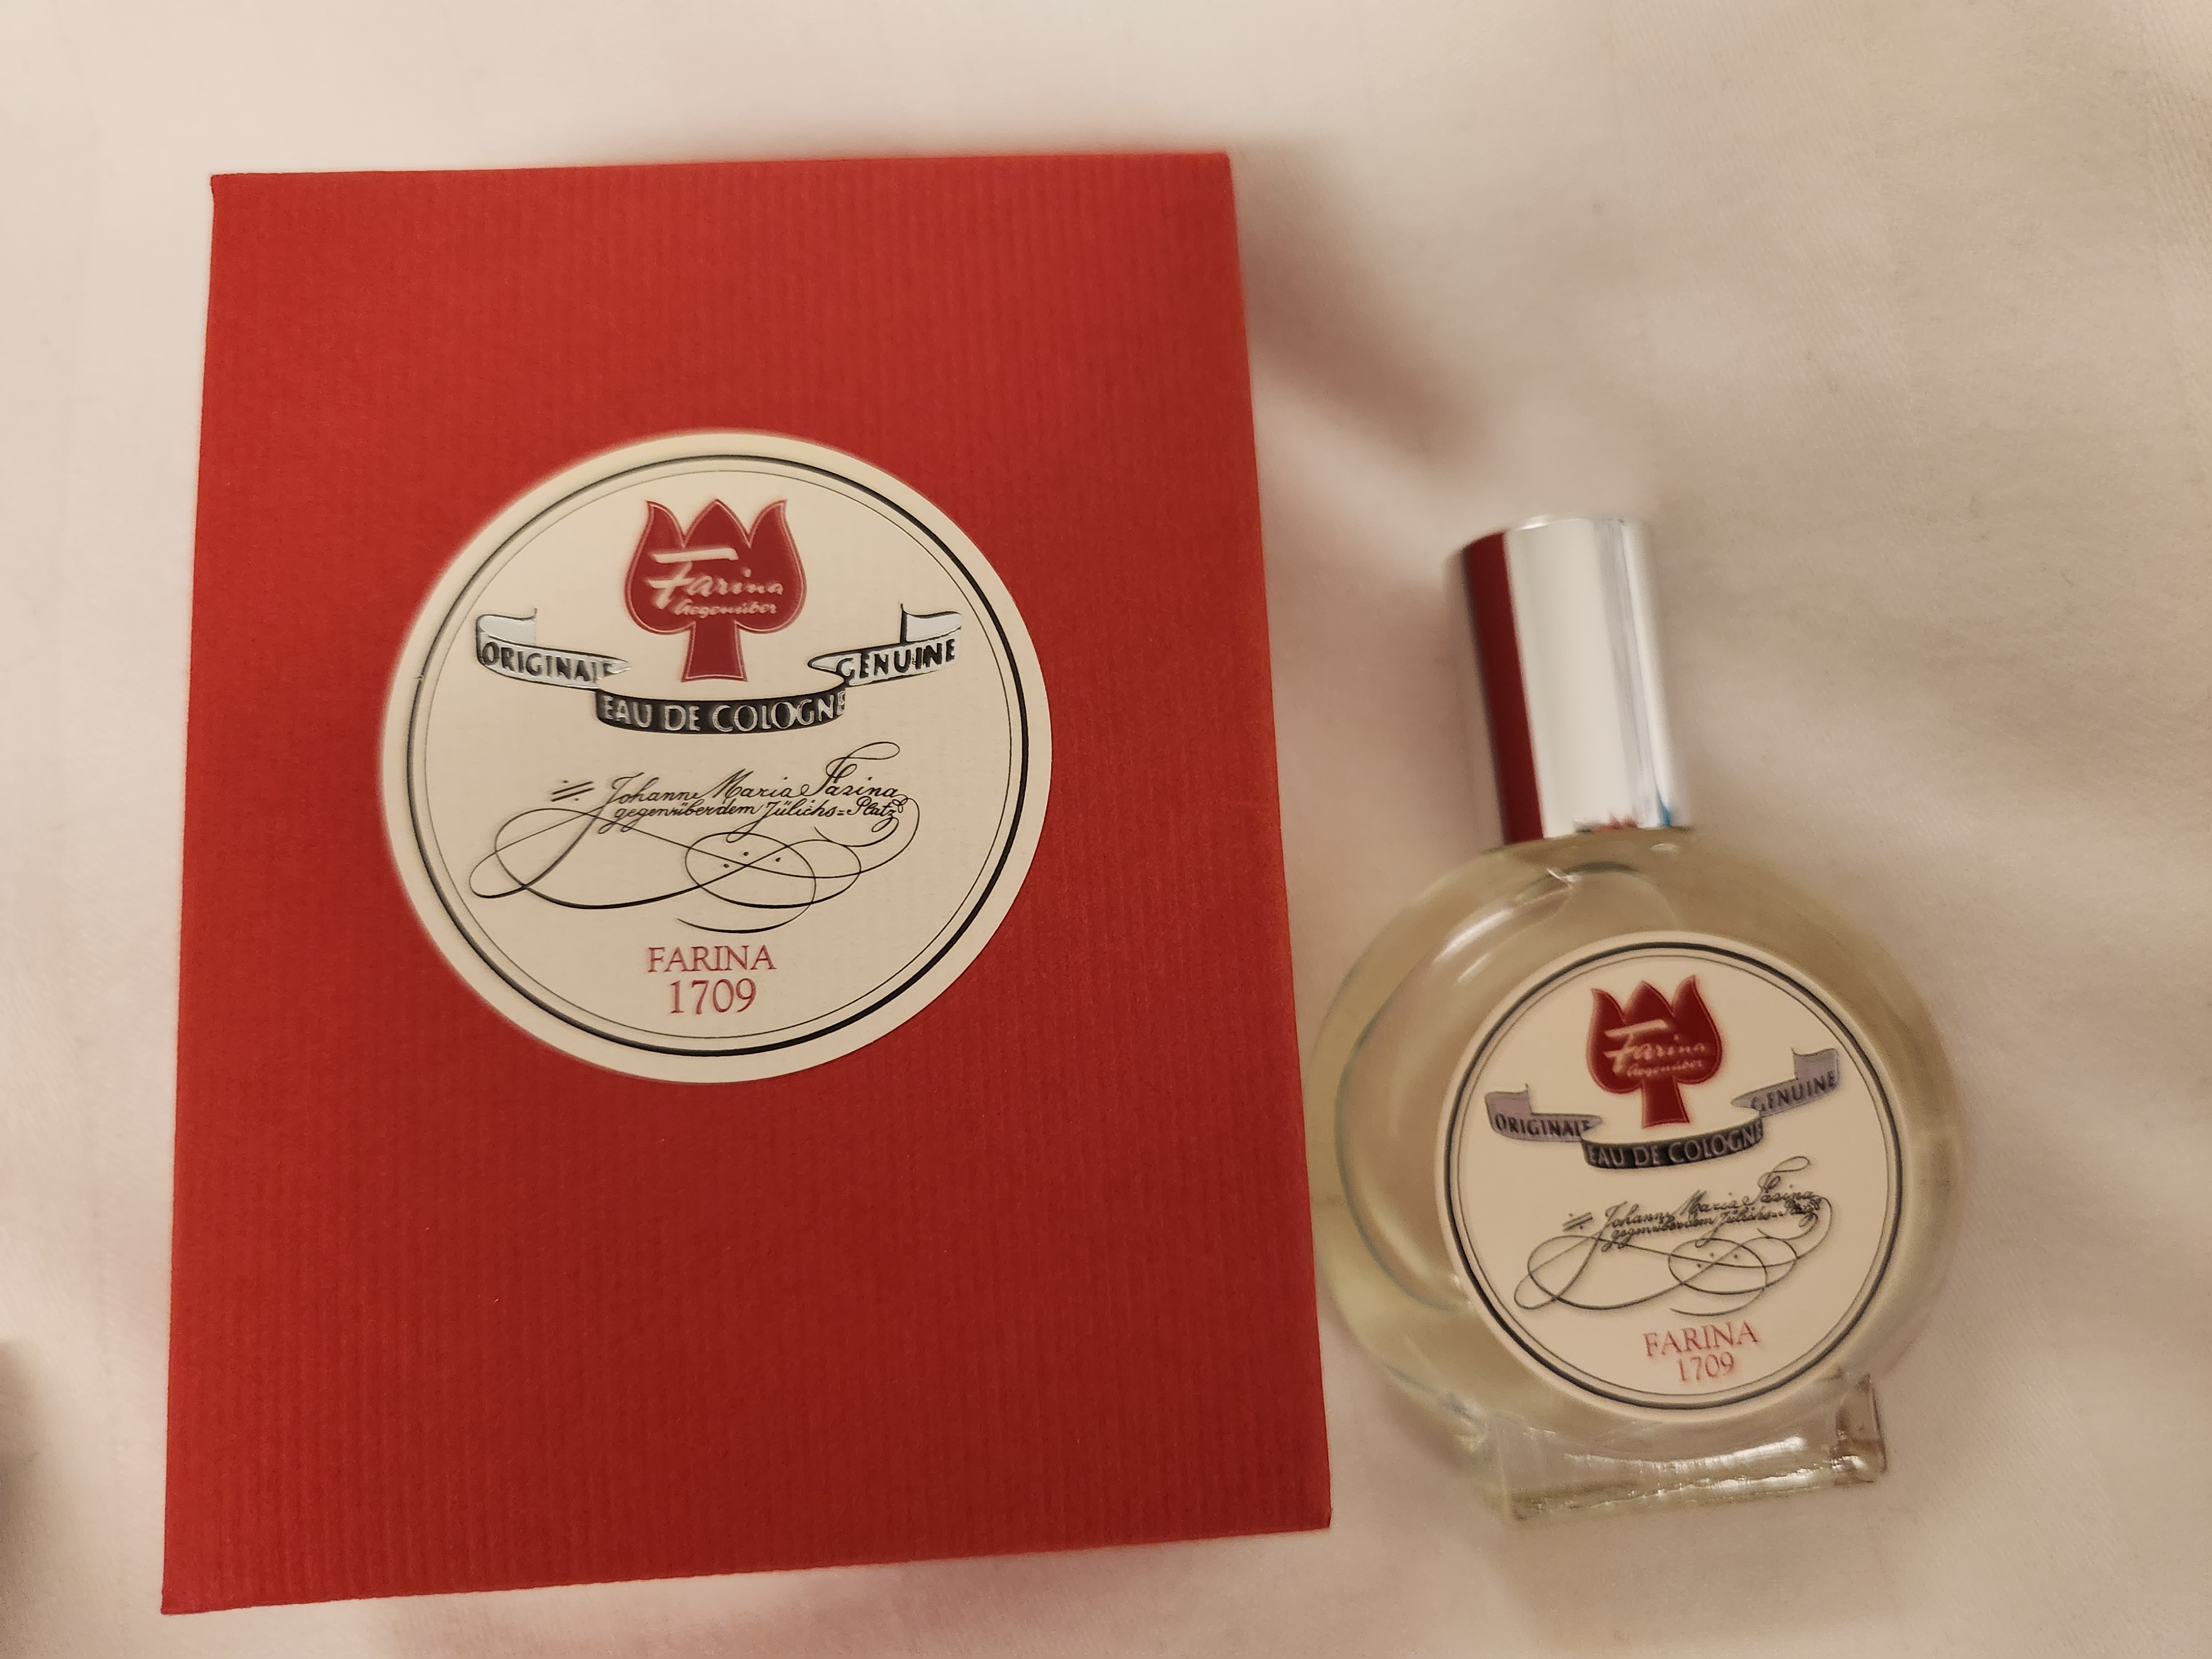 Farina
Gegenüber
ORIGINALE
GENUINE
EAU DE COLOGNE
Johann Maria Farina
gegenüber dem Jülichs=Platz
FARINA
1709
Farina
Gegenüber
ORIGINALE
GENUINE
EAU DE COLOGNE
Johann Maria Farina
gegenüber dem Jülichs=Platz
FARINA
1709